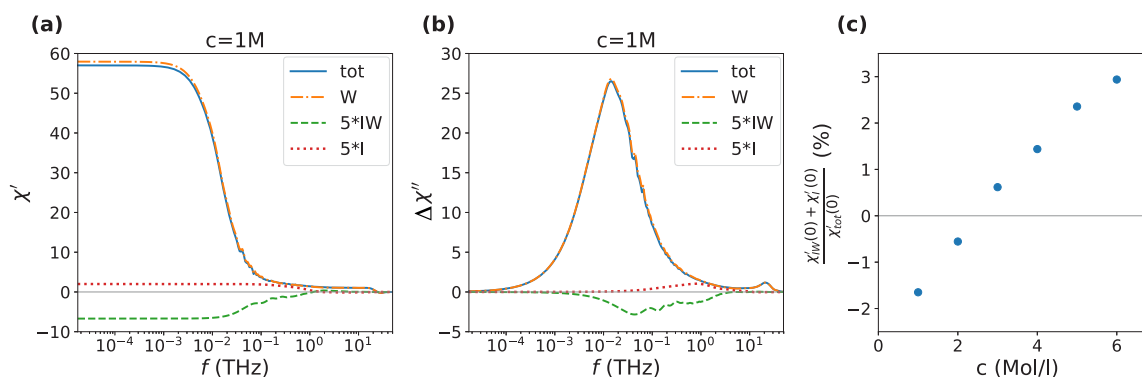 (a)
c=1M
60
50
40
30
20
10
0
−10
χ′
10⁻⁴ 10⁻³ 10⁻² 10⁻¹ 10⁰ 10¹
f (THz)
tot
W
5*IW
5*I
(b)
c=1M
30
25
20
15
10
5
0
−5
Δχ″
10⁻⁴ 10⁻³ 10⁻² 10⁻¹ 10⁰ 10¹
f (THz)
tot
W
5*IW
5*I
(c)
3
2
1
0
−1
−2
χ′_IW(0) + χ′_I(0)
χ′_tot(0)
(%)
0 2 4 6
c (Mol/l)